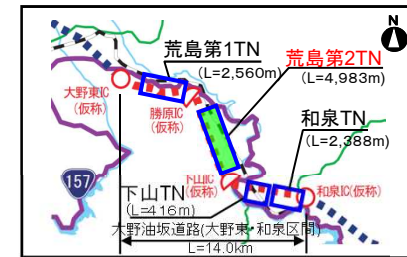 N
荒島第1TN
(L=2,560m)
荒島第2TN
(L=4,983m)
大野東IC
(仮称)
勝原IC
(仮称)
和泉TN
(L=2,388m)
157
下山IC
(仮称)
下山TN
(L=416m)
和泉IC(仮称)
大野油坂道路(大野東・和泉区間)
L=14.0km